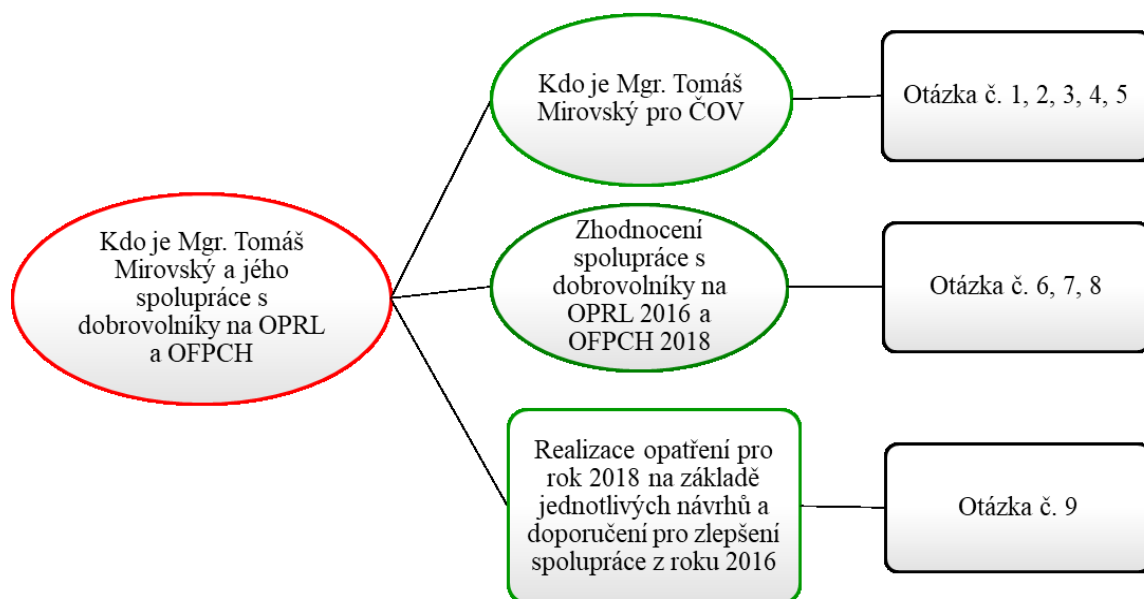 Kdo je Mgr. Tomáš
Mirovský a jého
spolupráce s
dobrovolníky na OPRL
a OFPCH
Kdo je Mgr. Tomáš
Mirovský pro ČOV
Otázka č. 1, 2, 3, 4, 5
Zhodnocení
spolupráce s
dobrovolníky na
OPRL 2016 a
OFPCH 2018
Otázka č. 6, 7, 8
Realizace opatření pro
rok 2018 na základě
jednotlivých návrhů a
doporučení pro zlepšení
spolupráce z roku 2016
Otázka č. 9